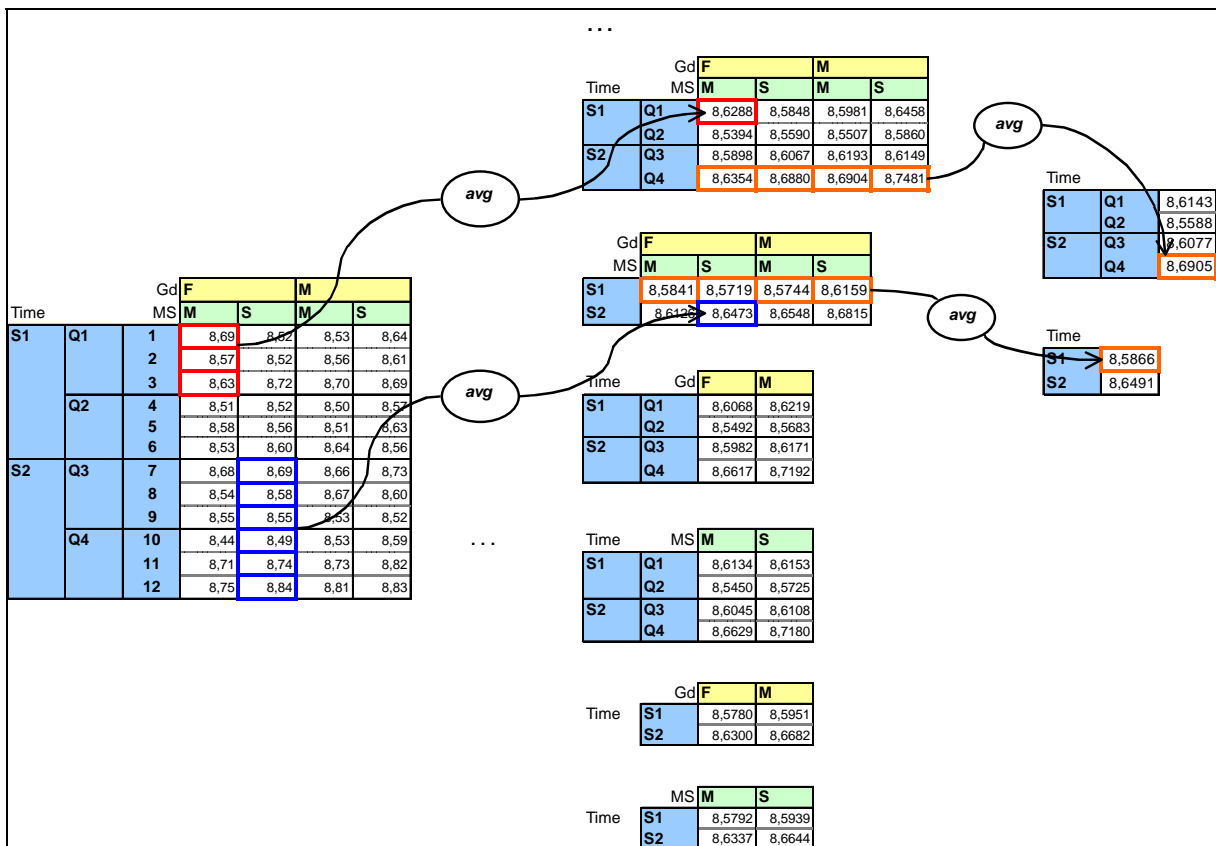 ...
Gd F M
Time MS M S M S
S1 Q1 8,6288 8,5848 8,5981 8,6458
Q2 8,5394 8,5590 8,5507 8,5860
S2 Q3 8,5898 8,6067 8,6193 8,6149
Q4 8,6354 8,6880 8,6904 8,7481
avg
avg
Time
S1 Q1 8,6143
Q2 8,5588
S2 Q3 8,6077
Q4 8,6905
Gd F M
MS M S M S
S1 8,5841 8,5719 8,5744 8,6159
S2 8,6126 8,6473 8,6548 8,6815
avg
avg
Time
S1 8,5866
S2 8,6491
Gd F M
Time MS M S M S
S1 Q1 1 8,69 8,52 8,53 8,64
2 8,57 8,52 8,56 8,61
3 8,63 8,72 8,70 8,69
Q2 4 8,51 8,52 8,50 8,57
5 8,58 8,56 8,51 8,63
6 8,53 8,60 8,64 8,56
S2 Q3 7 8,68 8,69 8,66 8,73
8 8,54 8,58 8,67 8,60
9 8,55 8,55 8,53 8,52
Q4 10 8,44 8,49 8,53 8,59
11 8,71 8,74 8,73 8,82
12 8,75 8,84 8,81 8,83
Time Gd F M
S1 Q1 8,6068 8,6219
Q2 8,5492 8,5683
S2 Q3 8,5982 8,6171
Q4 8,6617 8,7192
...
Time MS M S
S1 Q1 8,6134 8,6153
Q2 8,5450 8,5725
S2 Q3 8,6045 8,6108
Q4 8,6629 8,7180
Gd F M
Time S1 8,5780 8,5951
S2 8,6300 8,6682
MS M S
Time S1 8,5792 8,5939
S2 8,6337 8,6644